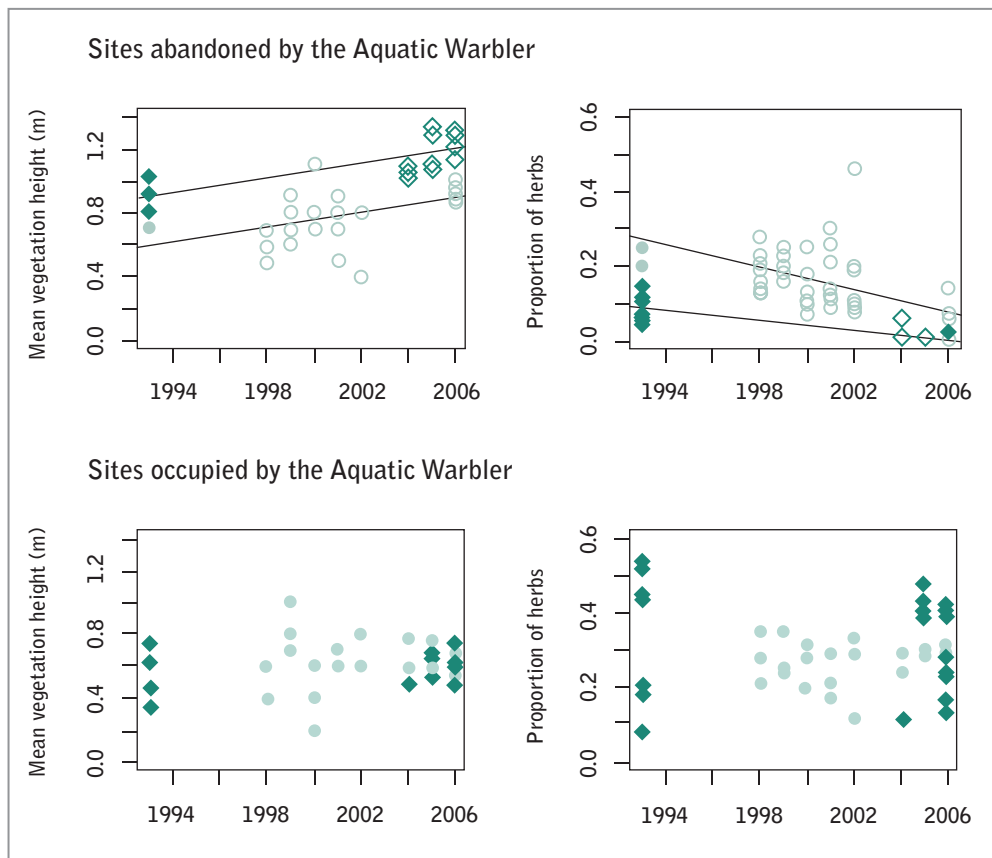 Sites abandoned by the Aquatic Warbler
Mean vegetation height (m)
1.2
0.8
0.4
0.0
1994 1998 2002 2006
Proportion of herbs
0.6
0.4
0.2
0.0
1994 1998 2002 2006
Sites occupied by the Aquatic Warbler
Mean vegetation height (m)
1.2
0.8
0.4
0.0
1994 1998 2002 2006
Proportion of herbs
0.6
0.4
0.2
0.0
1994 1998 2002 2006